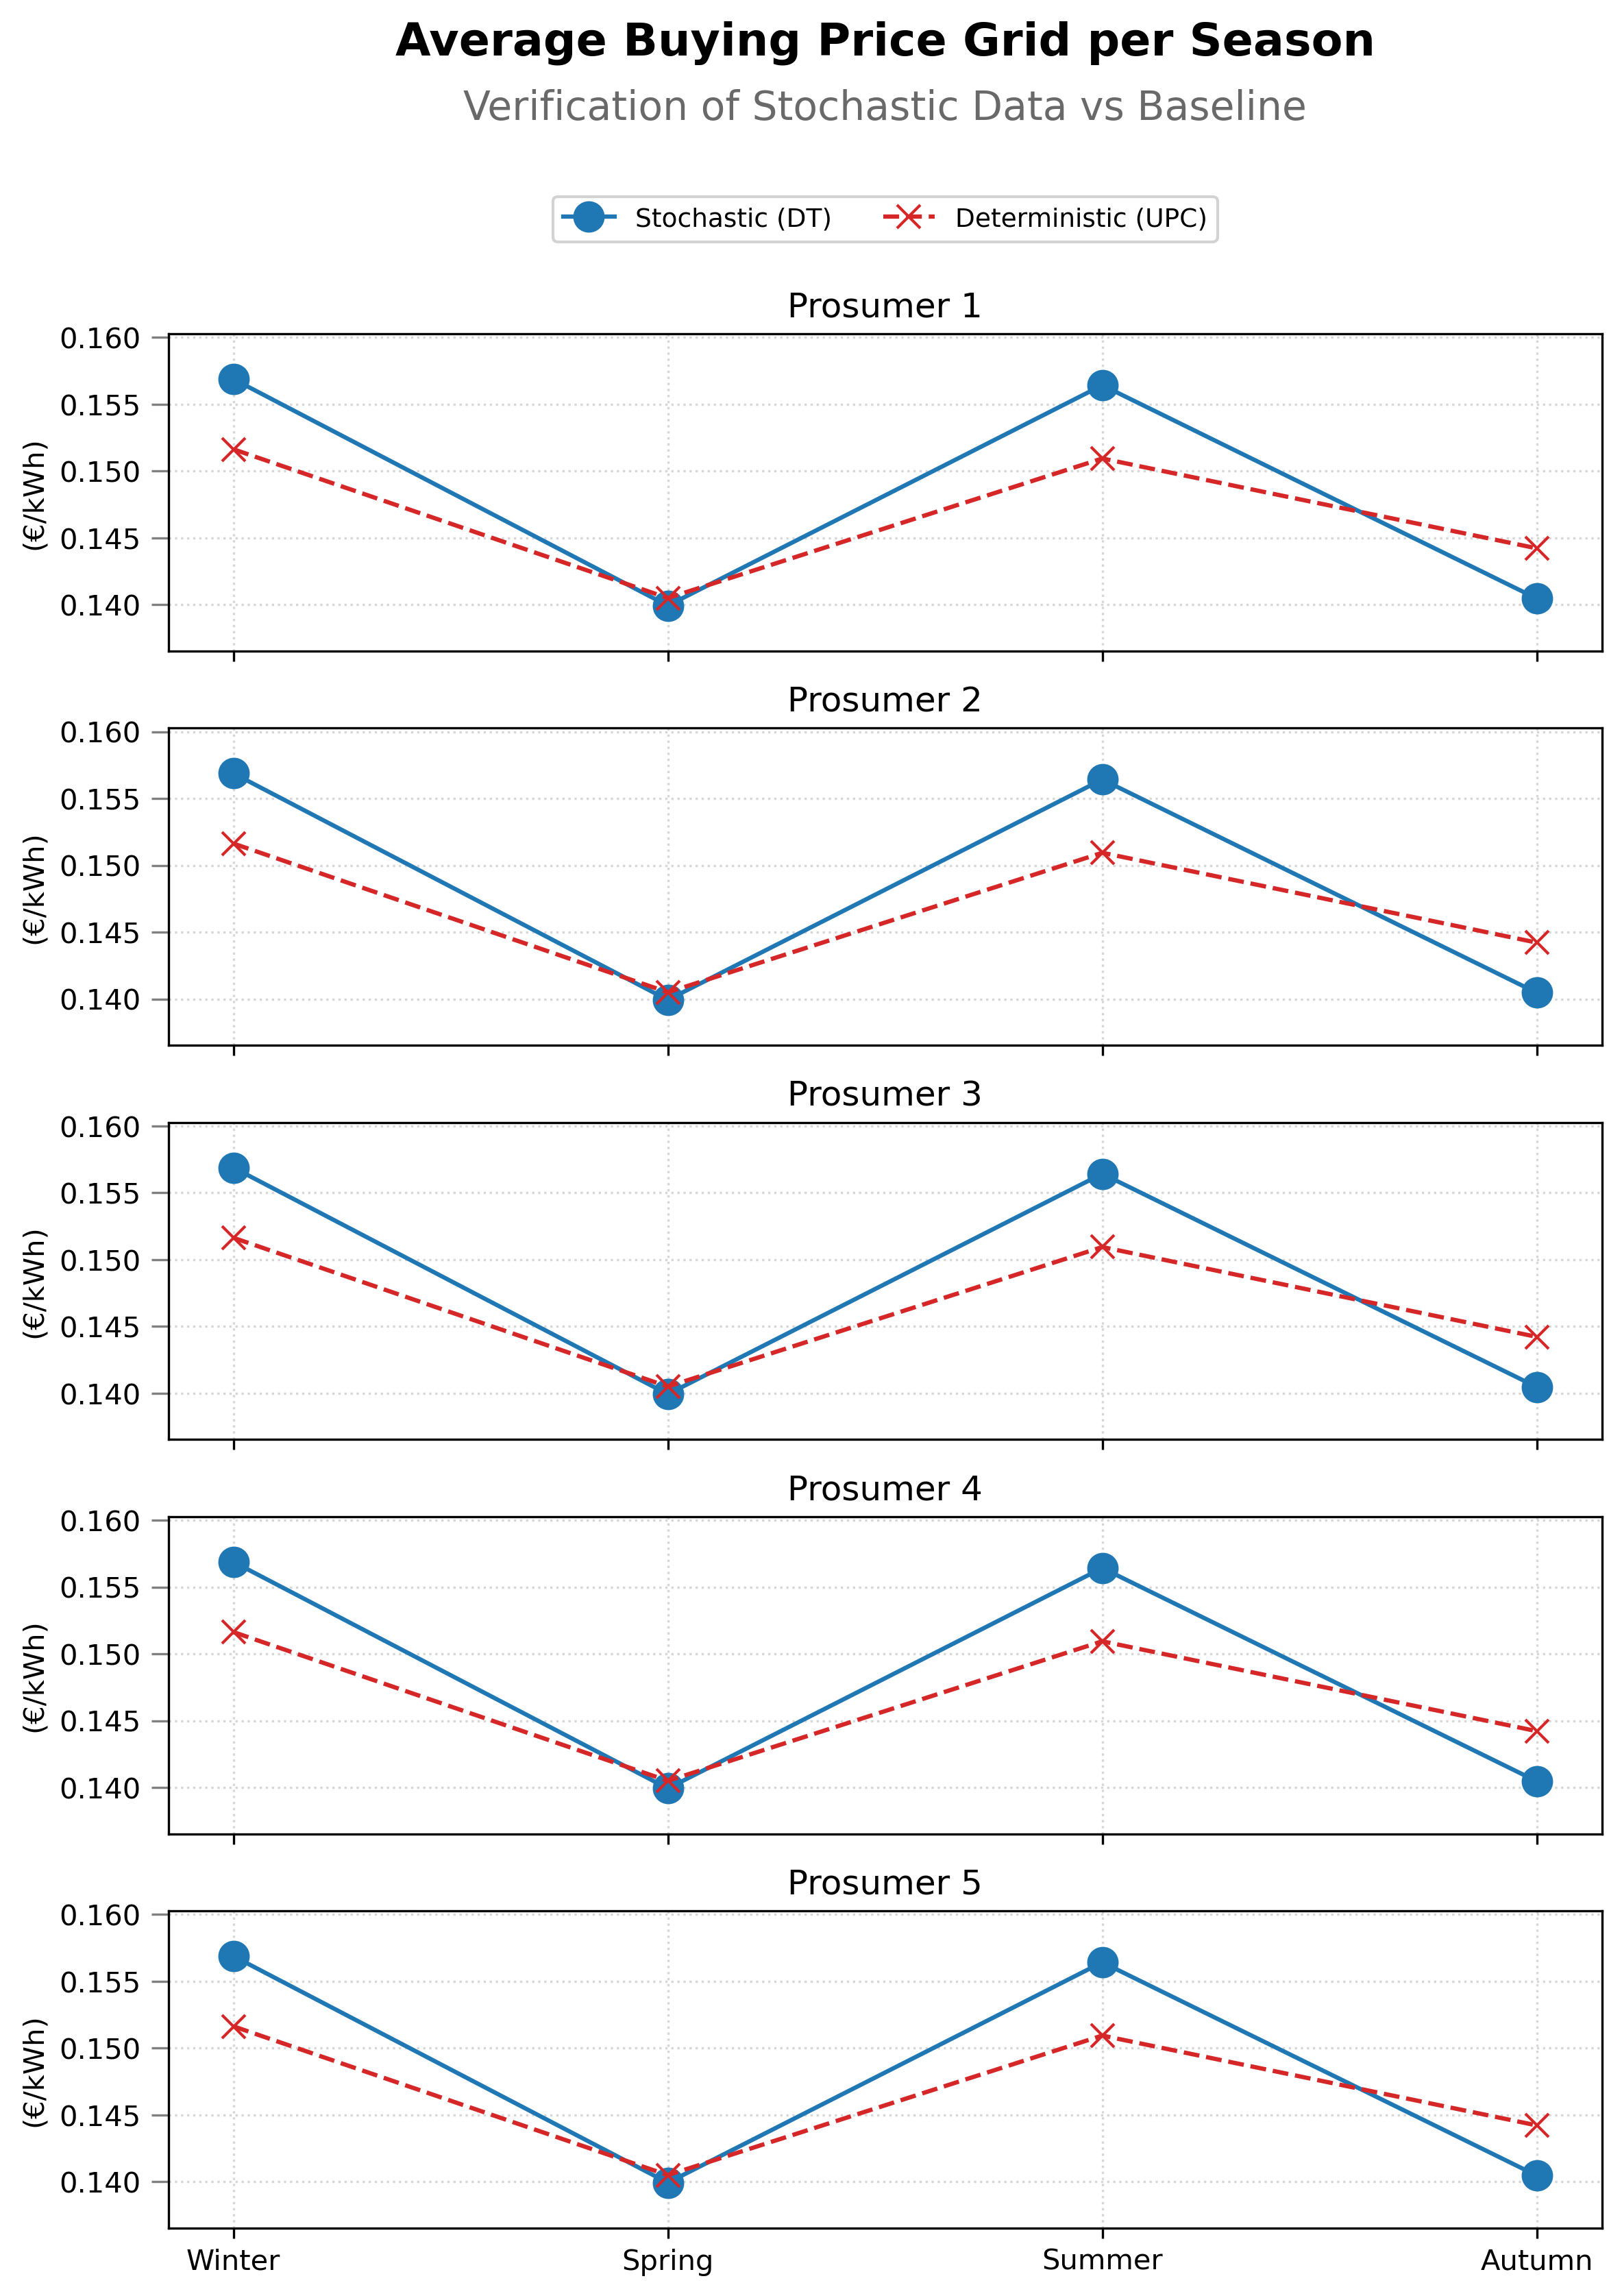 Average Buying Price Grid per Season
Verification of Stochastic Data vs Baseline
Stochastic (DT) Deterministic (UPC)
Prosumer 1
0.160
0.155
0.150
0.145
0.140
(€/kWh)
Prosumer 2
0.160
0.155
0.150
0.145
0.140
(€/kWh)
Prosumer 3
0.160
0.155
0.150
0.145
0.140
(€/kWh)
Prosumer 4
0.160
0.155
0.150
0.145
0.140
(€/kWh)
Prosumer 5
0.160
0.155
0.150
0.145
0.140
(€/kWh)
Winter Spring Summer Autumn